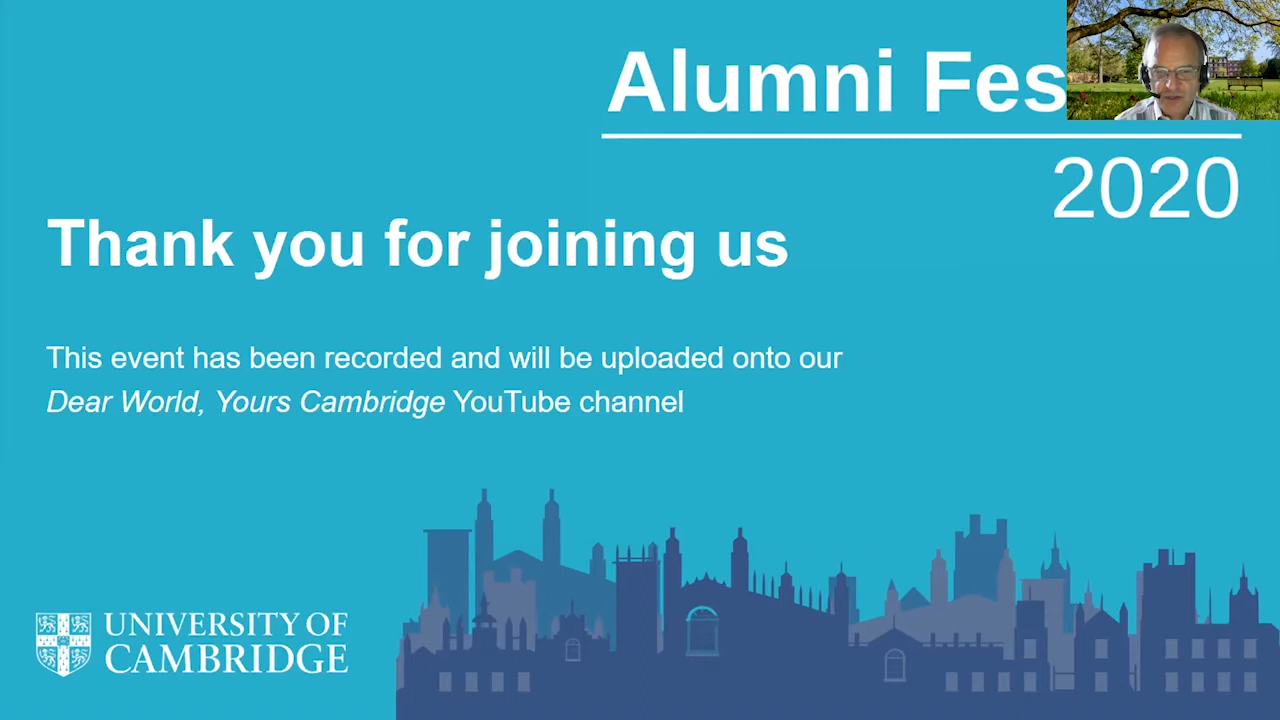 Alumni Fes
2020
Thank you for joining us
This event has been recorded and will be uploaded onto our
Dear World, Yours Cambridge YouTube channel
UNIVERSITY OF
CAMBRIDGE